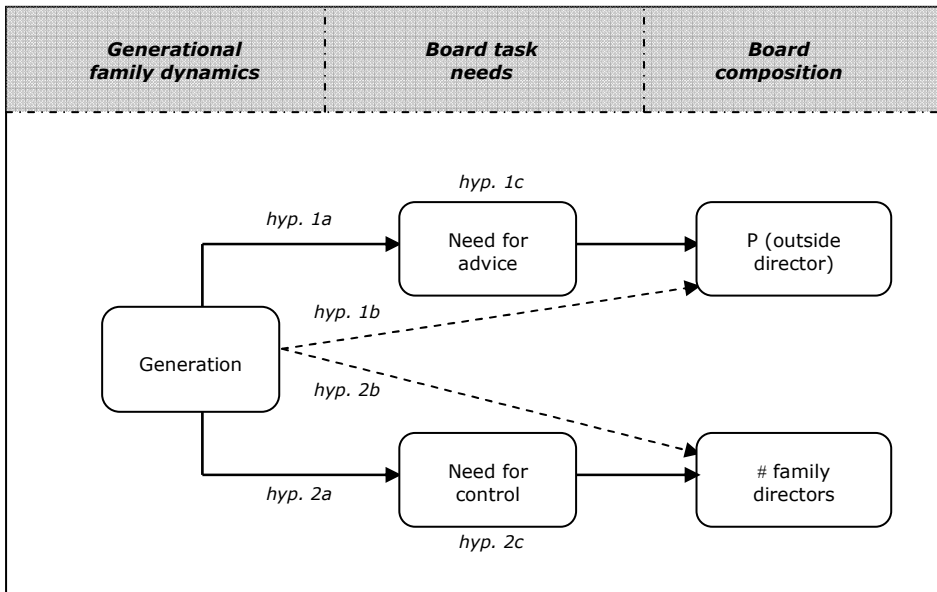 Generational
family dynamics
Board task
needs
Board
composition
hyp. 1c
hyp. 1a
Need for
advice
P (outside
director)
hyp. 1b
Generation
hyp. 2b
Need for
control
# family
directors
hyp. 2a
hyp. 2c